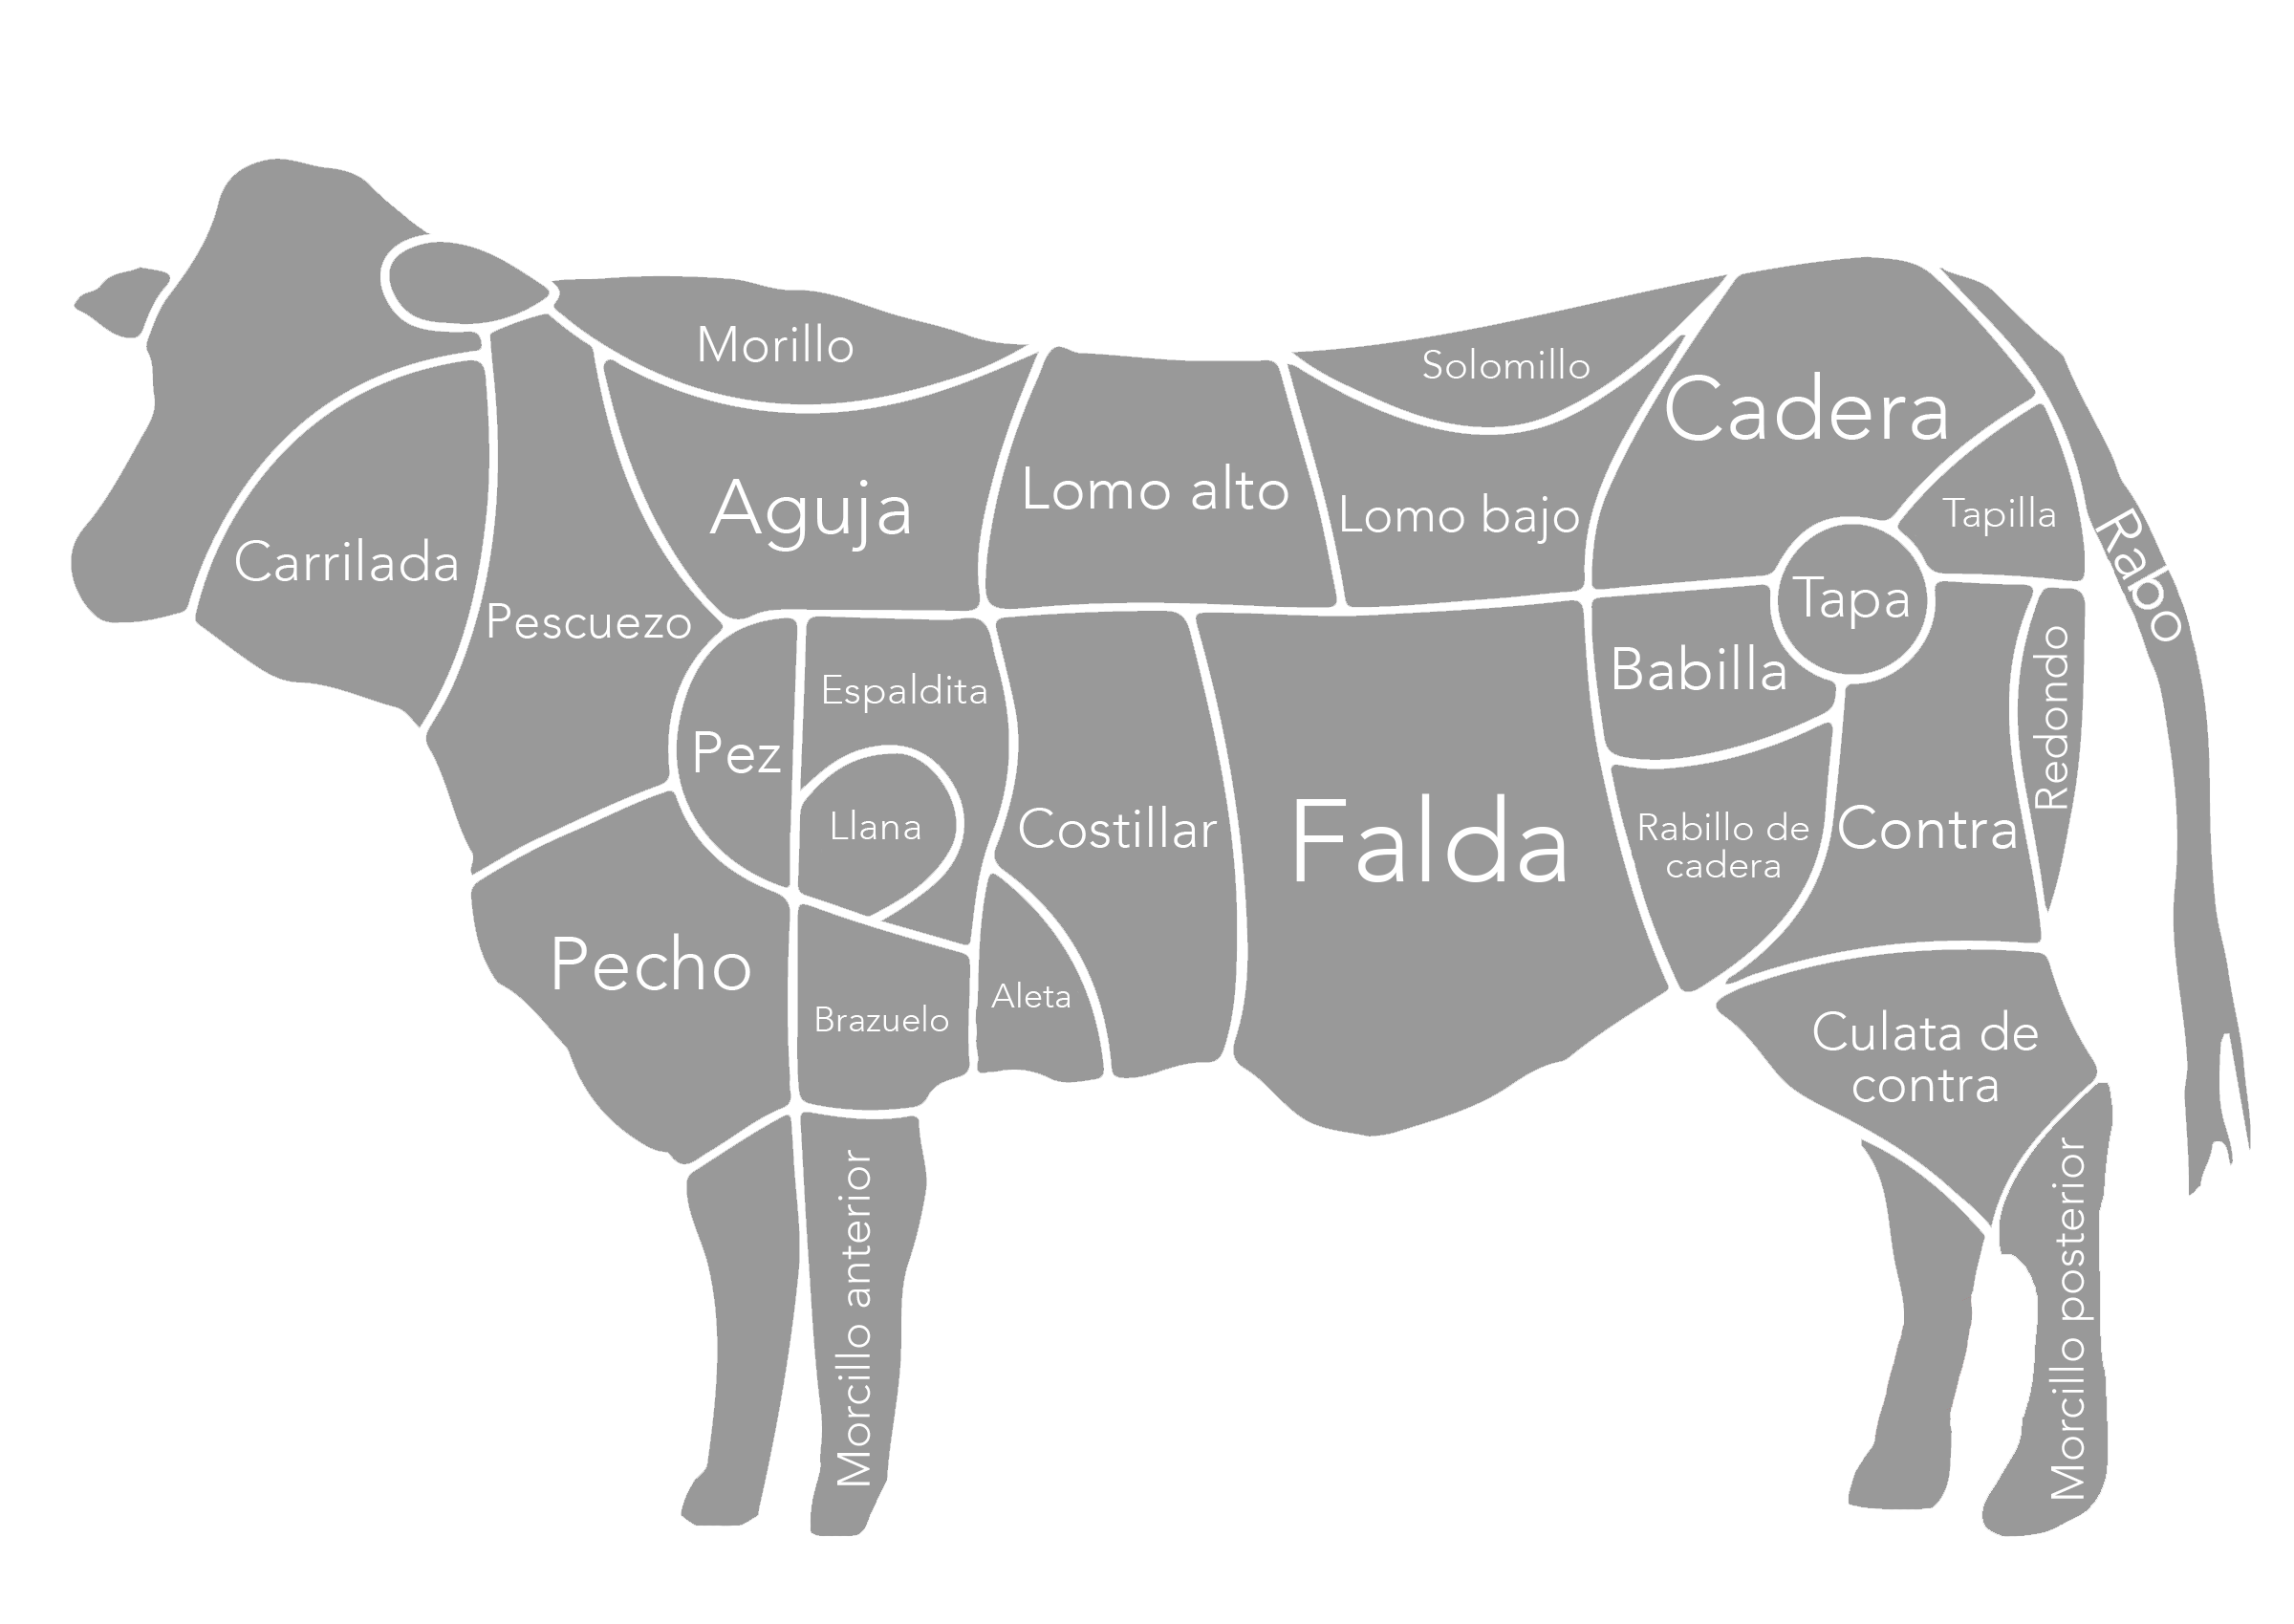 Morillo
Solomillo
Cadera
Aguja
Lomo alto
Lomo bajo
Tapilla
Carrilada
Rabo
Pescuezo
Tapa
Espaldita
Babilla
Redondo
Pez
Llana
Costillar
Falda
Rabillo de
cadera
Contra
Pecho
Aleta
Brazuelo
Culata de
contra
Morcillo anterior
Morcillo posterior